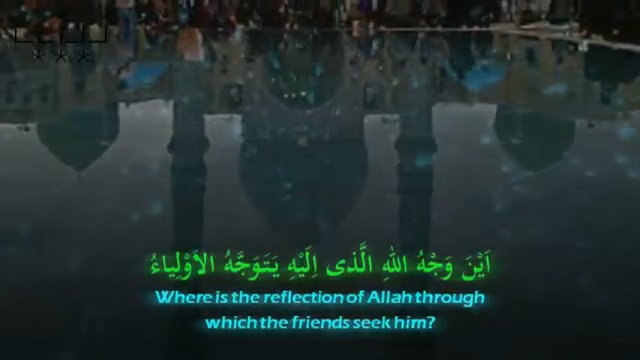 اَيْنَ وَجْهُ اللهِ الَّذى اِلَيْهِ يَتَوَجَّهُ الاَوْلِياءُ
Where is the reflection of Allah through
which the friends seek him?